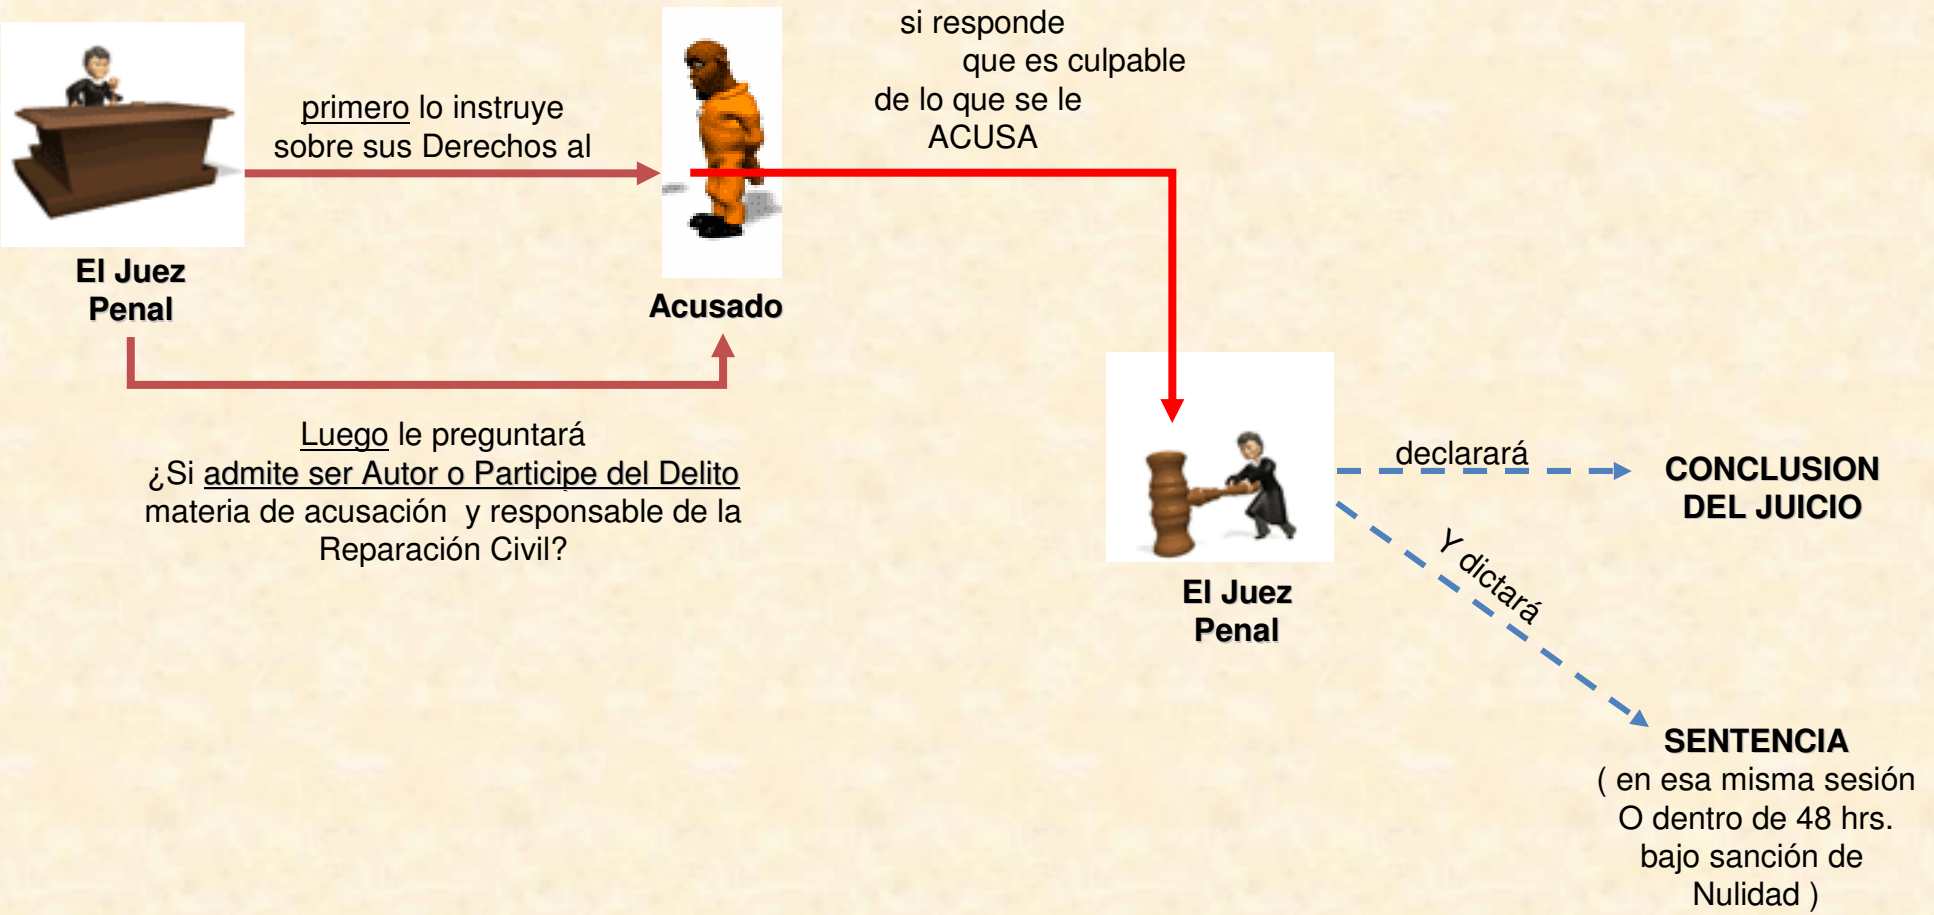 primero lo instruye
sobre sus Derechos al
El Juez
Penal
Acusado
si responde
que es culpable
de lo que se le
ACUSA
Luego le preguntará
¿Si admite ser Autor o Participe del Delito
materia de acusación y responsable de la
Reparación Civil?
El Juez
Penal
declarará
CONCLUSION
DEL JUICIO
Y dictará
SENTENCIA
( en esa misma sesión
O dentro de 48 hrs.
bajo sanción de
Nulidad )